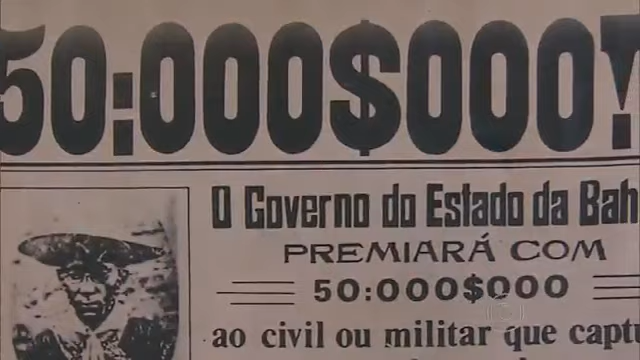 50:000$000!
O Governo do Estado da Bah
PREMIARÁ COM
50:000$000
ao civil ou militar que captu